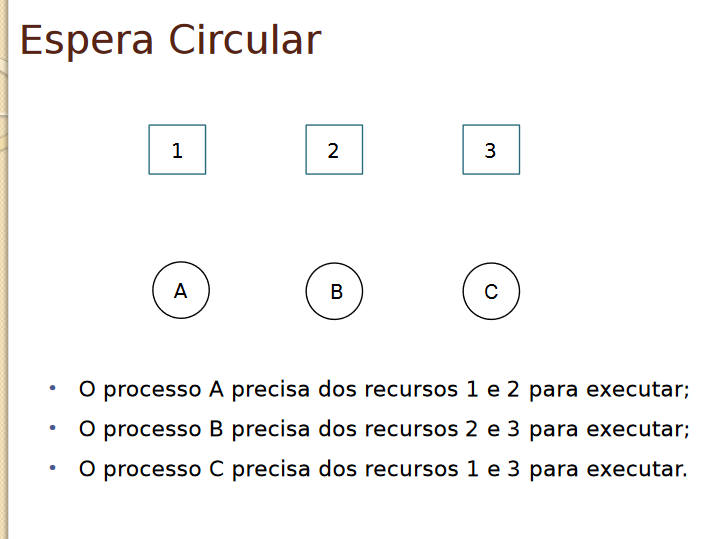 Espera Circular
1 2 3
A B C
• O processo A precisa dos recursos 1 e 2 para executar;
• O processo B precisa dos recursos 2 e 3 para executar;
• O processo C precisa dos recursos 1 e 3 para executar.